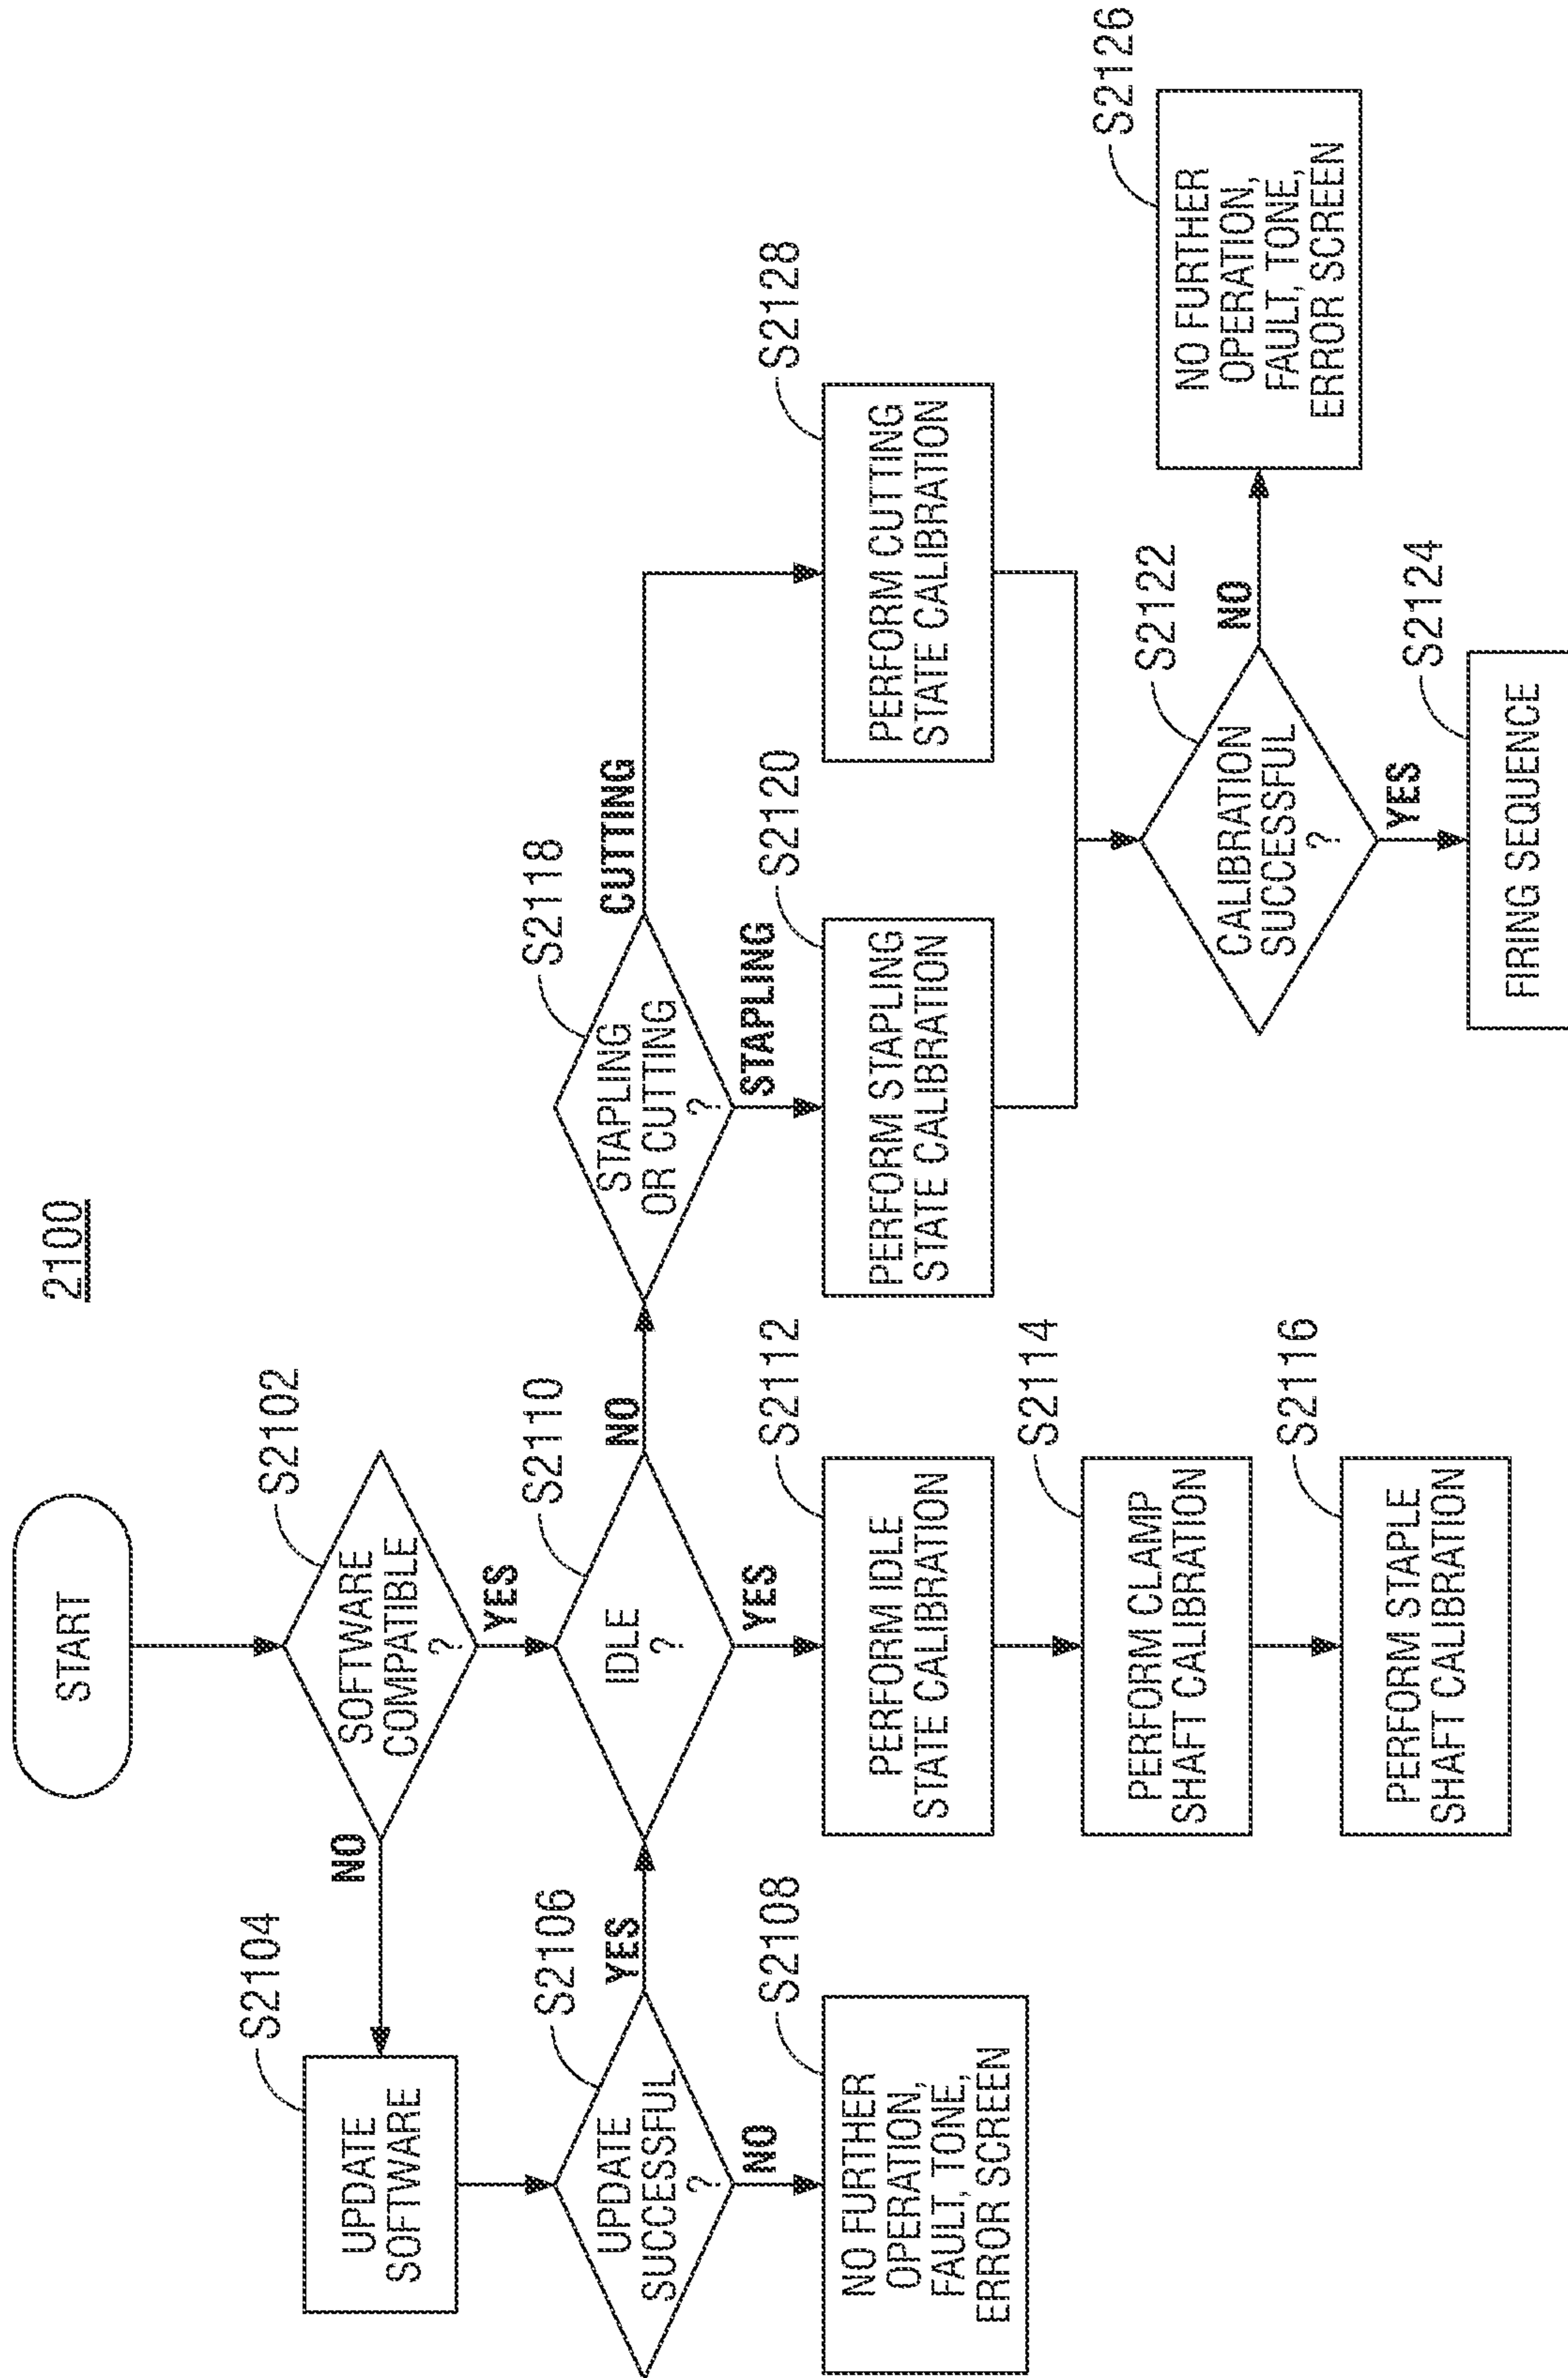 2100
START
S2102
SOFTWARE
COMPATIBLE
?
NO
YES
S2104
UPDATE
SOFTWARE
S2106
UPDATE
SUCCESSFUL
?
YES
NO
S2108
NO FURTHER
OPERATION,
FAULT, TONE,
ERROR SCREEN
S2110
IDLE
?
NO
YES
S2112
PERFORM IDLE
STATE CALIBRATION
S2114
PERFORM CLAMP
SHAFT CALIBRATION
S2116
PERFORM STAPLE
SHAFT CALIBRATION
S2118
STAPLING
OR CUTTING
?
CUTTING
STAPLING
S2120
PERFORM STAPLING
STATE CALIBRATION
S2128
PERFORM CUTTING
STATE CALIBRATION
S2122
CALIBRATION
SUCCESSFUL
?
NO
YES
S2126
NO FURTHER
OPERATION,
FAULT, TONE,
ERROR SCREEN
S2124
FIRING SEQUENCE